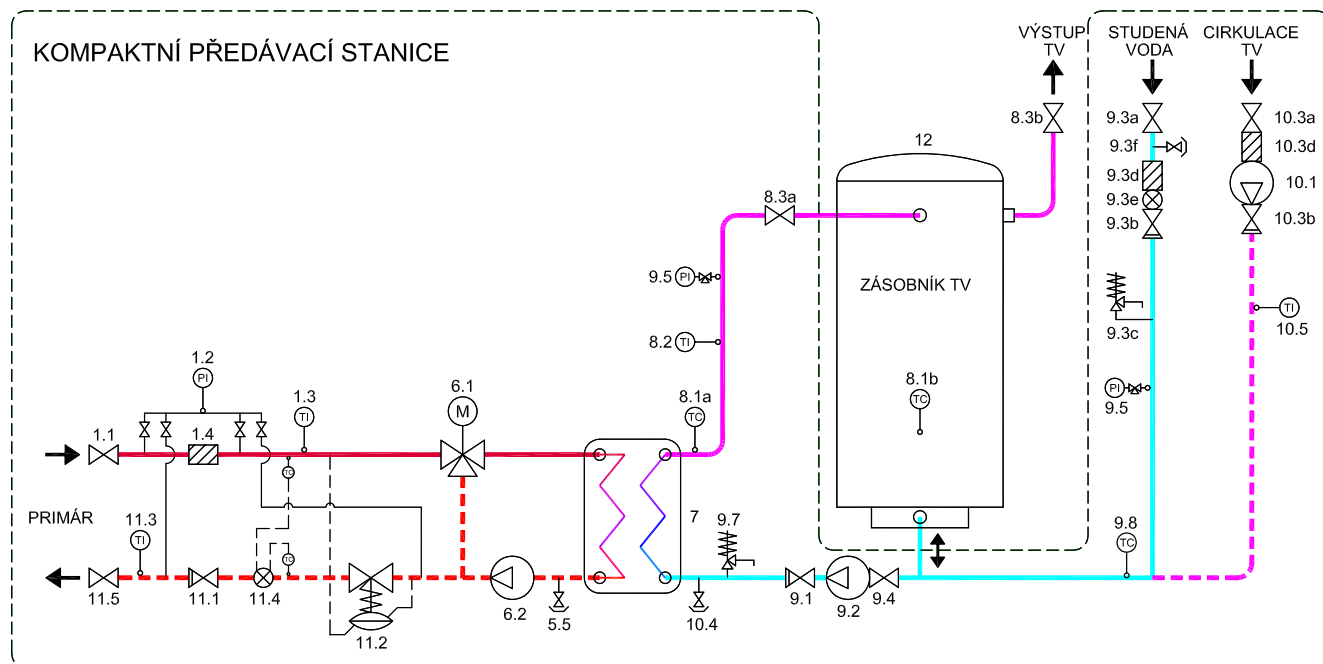 KOMPAKTNÍ PŘEDÁVACÍ STANICE
VÝSTUP
TV
STUDENÁ
VODA
CIRKULACE
TV
8.3b
9.3a
10.3a
9.3f
10.3d
12
9.3d
10.1
9.3e
8.3a
9.3b
10.3b
9.5
PI
ZÁSOBNÍK TV
8.2
TI
9.3c
TI
10.5
1.2
PI
6.1
M
1.3
TI
8.1a
TC
8.1b
TC
PI
9.5
1.1
1.4
TC
PRIMÁR
11.3
TI
7
9.7
9.8
TC
TC
11.5
11.1
11.4
11.2
6.2
5.5
10.4
9.1
9.2
9.4